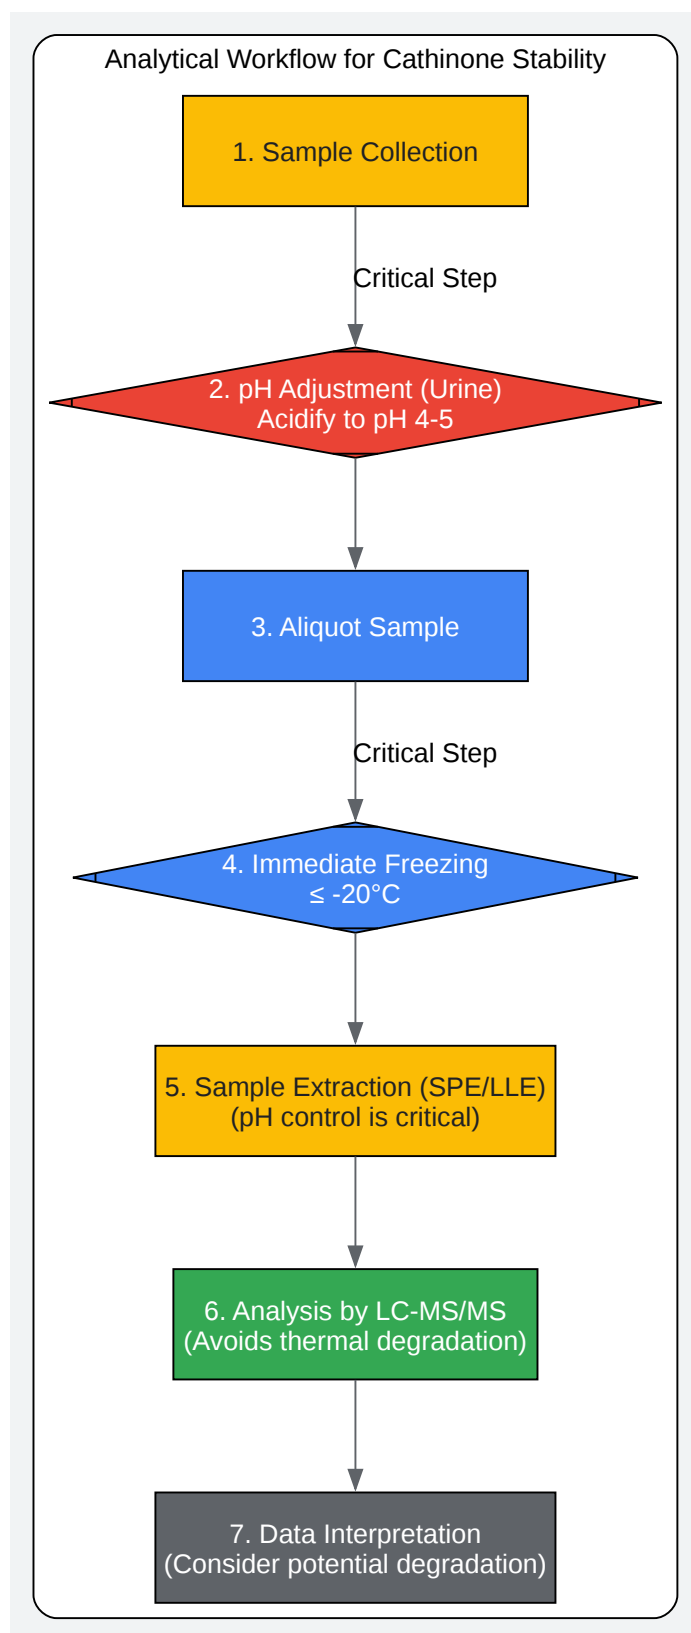 Analytical Workflow for Cathinone Stability
1. Sample Collection
Critical Step
2. pH Adjustment (Urine)
Acidify to pH 4-5
3. Aliquot Sample
Critical Step
4. Immediate Freezing
≤ -20°C
5. Sample Extraction (SPE/LLE)
(pH control is critical)
6. Analysis by LC-MS/MS
(Avoids thermal degradation)
7. Data Interpretation
(Consider potential degradation)